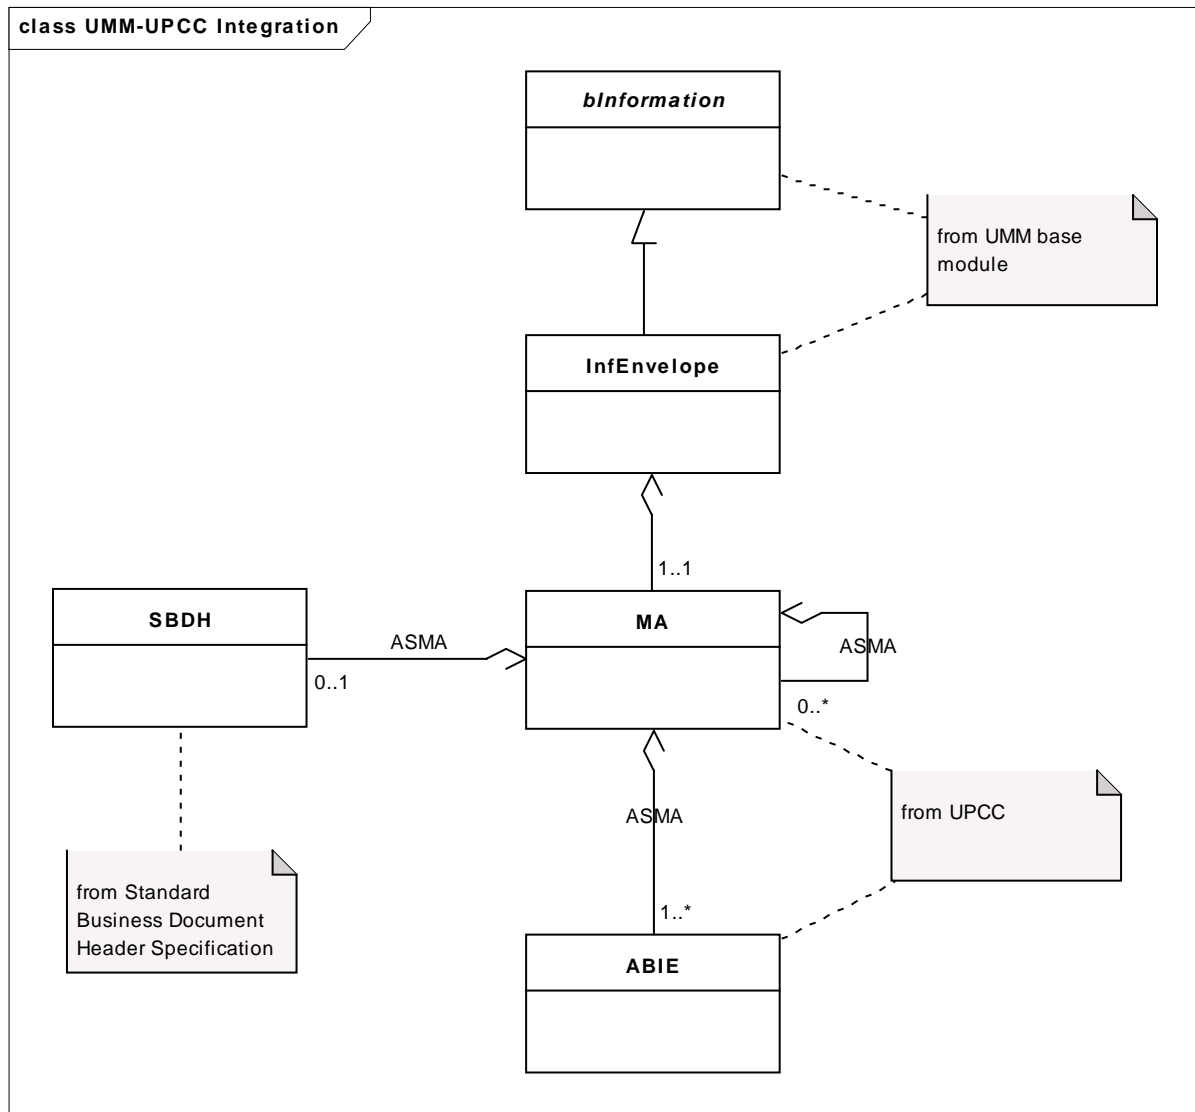 class UMM-UPCC Integration
bInformation
from UMM base
module
InfEnvelope
1..1
SBDH
MA
ASMA
ASMA
0..1
0..*
from UPCC
ASMA
from Standard
Business Document
Header Specification
1..*
ABIE